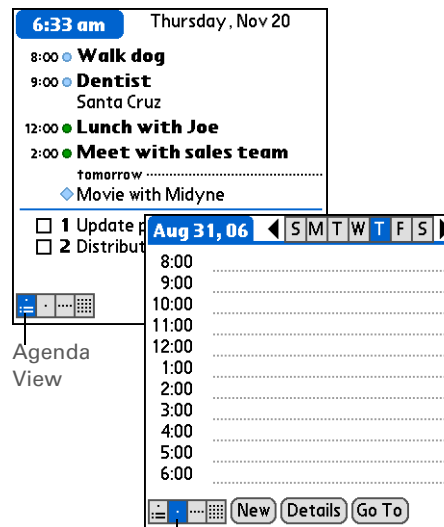 6:33 am Thursday, Nov 20
8:00 Walk dog
9:00 Dentist
Santa Cruz
12:00 Lunch with Joe
2:00 Meet with sales team
tomorrow
Movie with Midyne
1 Update
2 Distribut
Agenda
View
Aug 31, 06 S M T W T F S
8:00
9:00
10:00
11:00
12:00
1:00
2:00
3:00
4:00
5:00
6:00
New Details Go To